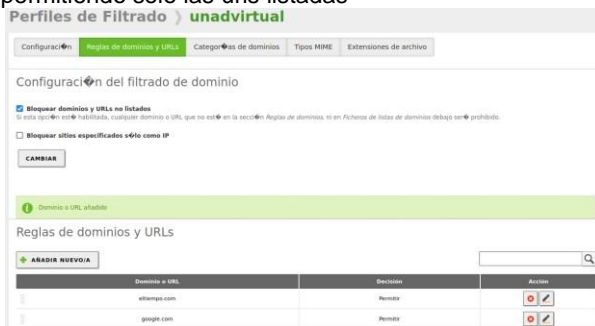 permitiendo solo las dns listadas
Perfiles de Filtrado ⟩ unadvirtual
Configuraci�n Reglas de dominios y URLs Categor�as de dominios Tipos MIME Extensiones de archivo
Configuraci�n del filtrado de dominio
Bloquear dominios y URLs no listados
Si esta opci�n est� habilitada, cualquier dominio o URL que no est� en la secci�n Reglas de dominios, ni en Ficheros de listas de dominios debajo ser� prohibido.
Bloquear sitios especificados s�lo como IP
CAMBIAR
Dominio o URL añadido
Reglas de dominios y URLs
AÑADIR NUEVO/A
Dominio o URL Decisión Acción
eltiempo.com Permitir
google.com Permitir